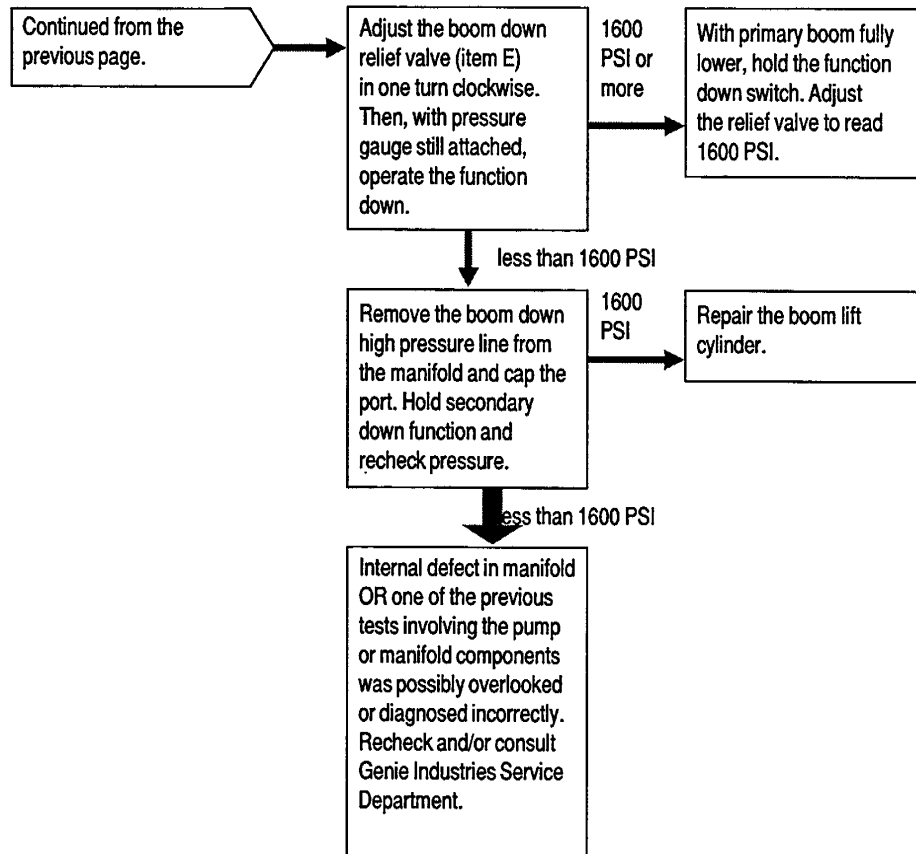 Continued from the
previous page.
Adjust the boom down
relief valve (item E)
in one turn clockwise.
Then, with pressure
gauge still attached,
operate the function
down.
1600
PSI or
more
With primary boom fully
lower, hold the function
down switch. Adjust
the relief valve to read
1600 PSI.
less than 1600 PSI
Remove the boom down
high pressure line from
the manifold and cap the
port. Hold secondary
down function and
recheck pressure.
1600
PSI
Repair the boom lift
cylinder.
less than 1600 PSI
Internal defect in manifold
OR one of the previous
tests involving the pump
or manifold components
was possibly overlooked
or diagnosed incorrectly.
Recheck and/or consult
Genie Industries Service
Department.